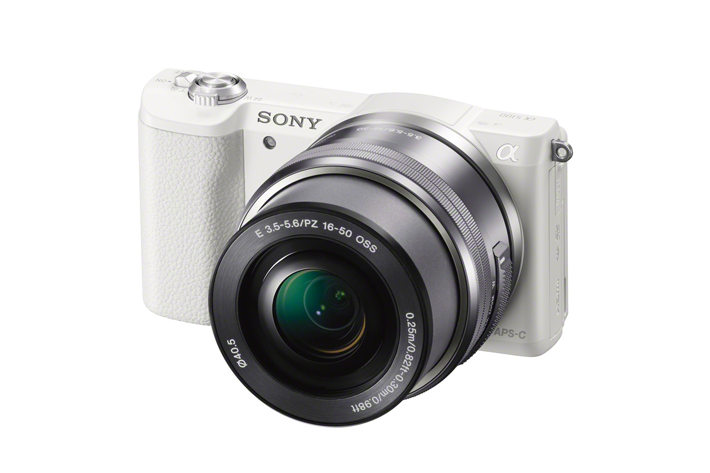 SONY
α
E 3.5-5.6/PZ 16-50 OSS
0.25m/0.82ft-0.30m/0.98ft
Ø40.5
APS-C